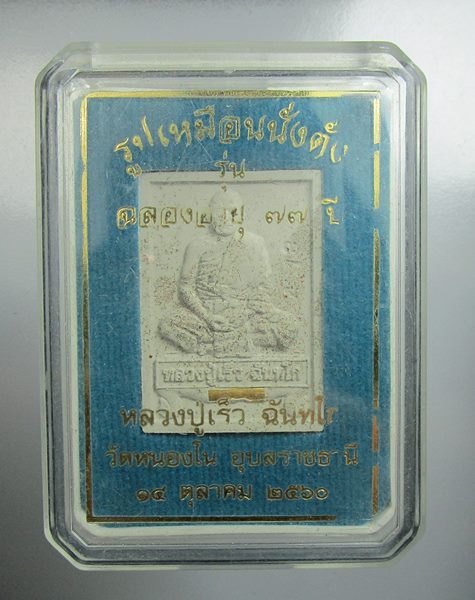 รูปเหมือนนั่งตั่ง
รุ่น
ฉลองอายุ ๗๗ ปี
หลวงปู่เร็ว ฉันฺทโก
หลวงปู่เร็ว ฉันฺทโก
วัดหนองโน อุบลราชธานี
๑๔ ตุลาคม ๒๕๖๐